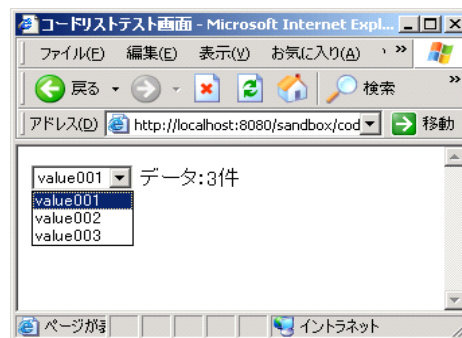 コードリストテスト画面 - Microsoft Internet Expl...
ファイル(F) 編集(E) 表示(V) お気に入り(A) »
戻る 検索 »
アドレス(D) http://localhost:8080/sandbox/cod 移動
value001 データ:3件
value001
value002
value003
ページが イントラネット